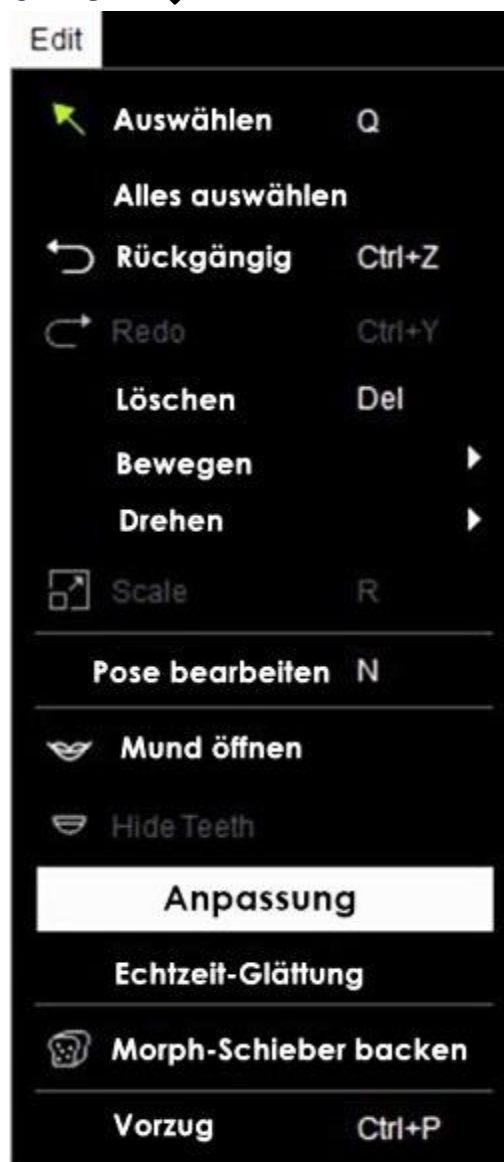 Edit
Auswählen Q
Alles auswählen
Rückgängig Ctrl+Z
Redo Ctrl+Y
Löschen Del
Bewegen
Drehen
Scale R
Pose bearbeiten N
Mund öffnen
Hide Teeth
Anpassung
Echtzeit-Glättung
Morph-Schieber backen
Vorzug Ctrl+P